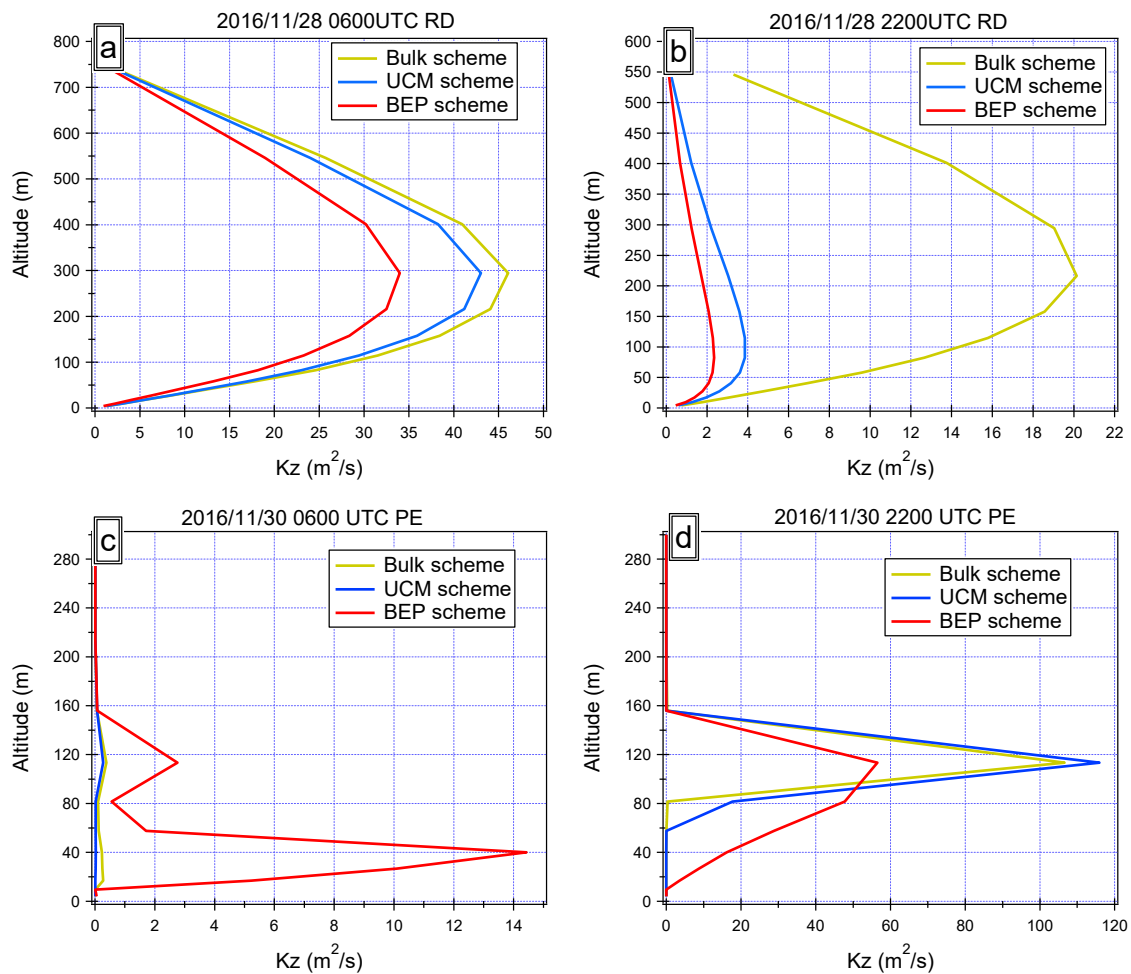 2016/11/28 0600UTC RD
a
Bulk scheme
UCM scheme
BEP scheme
800
700
600
500
400
300
200
100
0
Altitude (m)
0 5 10 15 20 25 30 35 40 45 50
Kz (m²/s)
2016/11/28 2200UTC RD
b
Bulk scheme
UCM scheme
BEP scheme
600
550
500
450
400
350
300
250
200
150
100
50
0
Altitude (m)
0 2 4 6 8 10 12 14 16 18 20 22
Kz (m²/s)
2016/11/30 0600 UTC PE
c
Bulk scheme
UCM scheme
BEP scheme
280
240
200
160
120
80
40
0
Altitude (m)
0 2 4 6 8 10 12 14
Kz (m²/s)
2016/11/30 2200 UTC PE
d
Bulk scheme
UCM scheme
BEP scheme
280
240
200
160
120
80
40
0
Altitude (m)
0 20 40 60 80 100 120
Kz (m²/s)